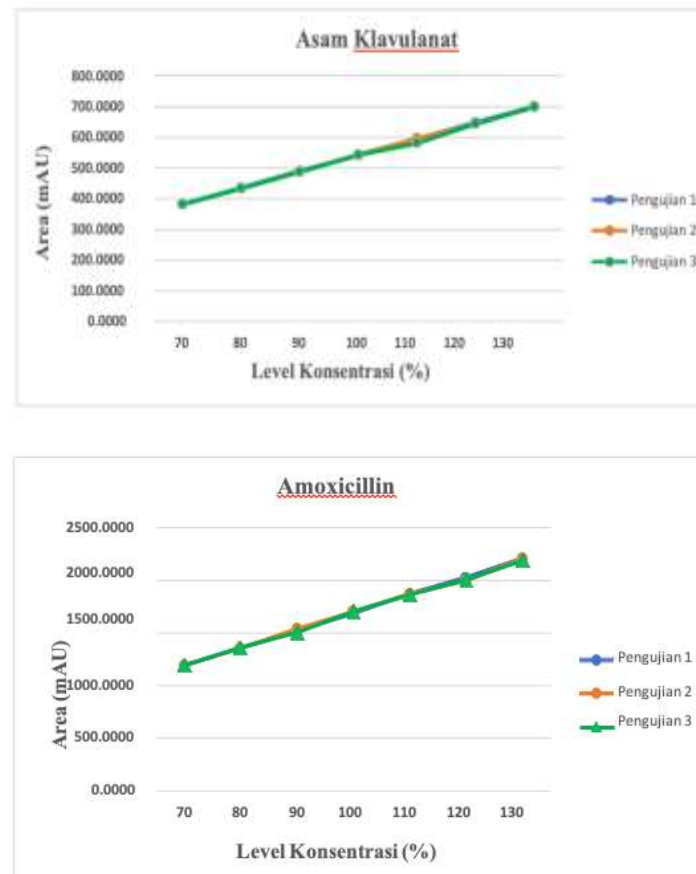 Asam Klavulanat
800.0000
700.0000
600.0000
500.0000
400.0000
300.0000
200.0000
100.0000
0.0000
Area (mAU)
70 80 90 100 110 120 130
Level Konsentrasi (%)
Pengujian 1
Pengujian 2
Pengujian 3
Amoxicillin
2500.0000
2000.0000
1500.0000
1000.0000
500.0000
0.0000
Area (mAU)
70 80 90 100 110 120 130
Level Konsentrasi (%)
Pengujian 1
Pengujian 2
Pengujian 3